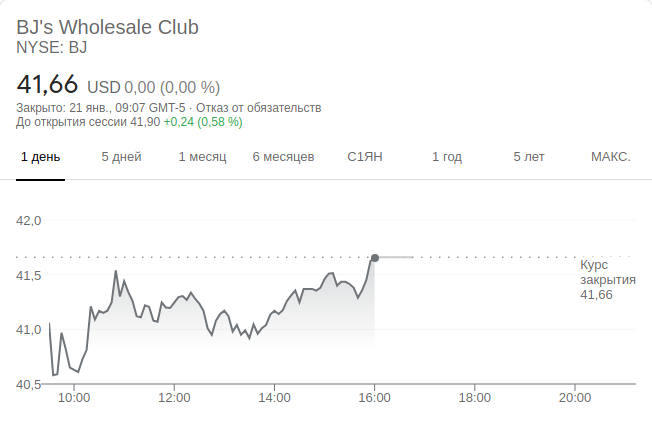 BJ's Wholesale Club
NYSE: BJ
41,66 USD 0,00 (0,00 %)
Закрыто: 21 янв., 09:07 GMT-5 · Отказ от обязательств
До открытия сессии 41,90 +0,24 (0,58 %)
1 день 5 дней 1 месяц 6 месяцев С1ЯН 1 год 5 лет МАКС.
42,0
41,5
41,0
40,5
Курс
закрытия
41,66
10:00 12:00 14:00 16:00 18:00 20:00